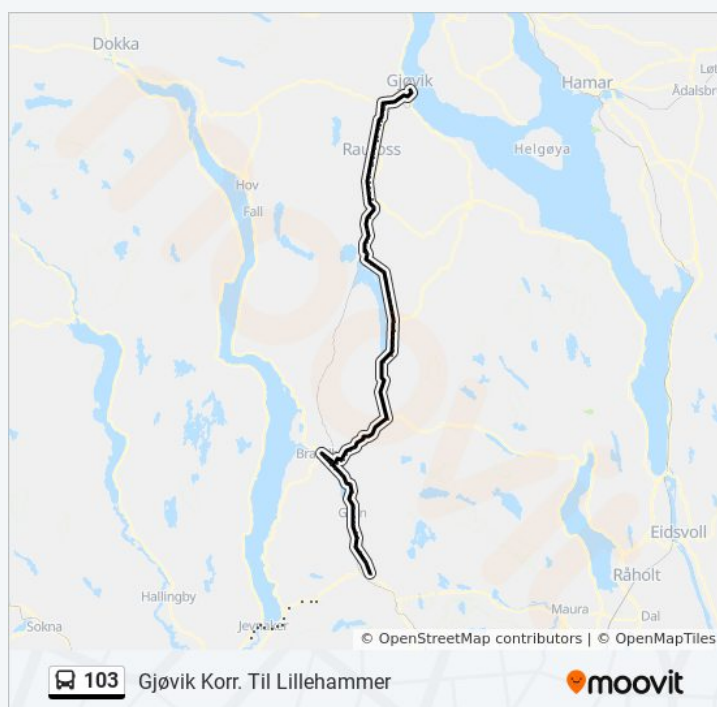 Dokka
Gjøvik
Hamar
Løt
Ådalsbr
Raufoss
Helgøya
Hov
Fall
Bra
Gran
Eidsvoll
Råholt
Hallingby
Maura
Dal
Sokna
Jevnaker
© OpenStreetMap contributors | © OpenMapTiles
103 Gjøvik Korr. Til Lillehammer
moovit